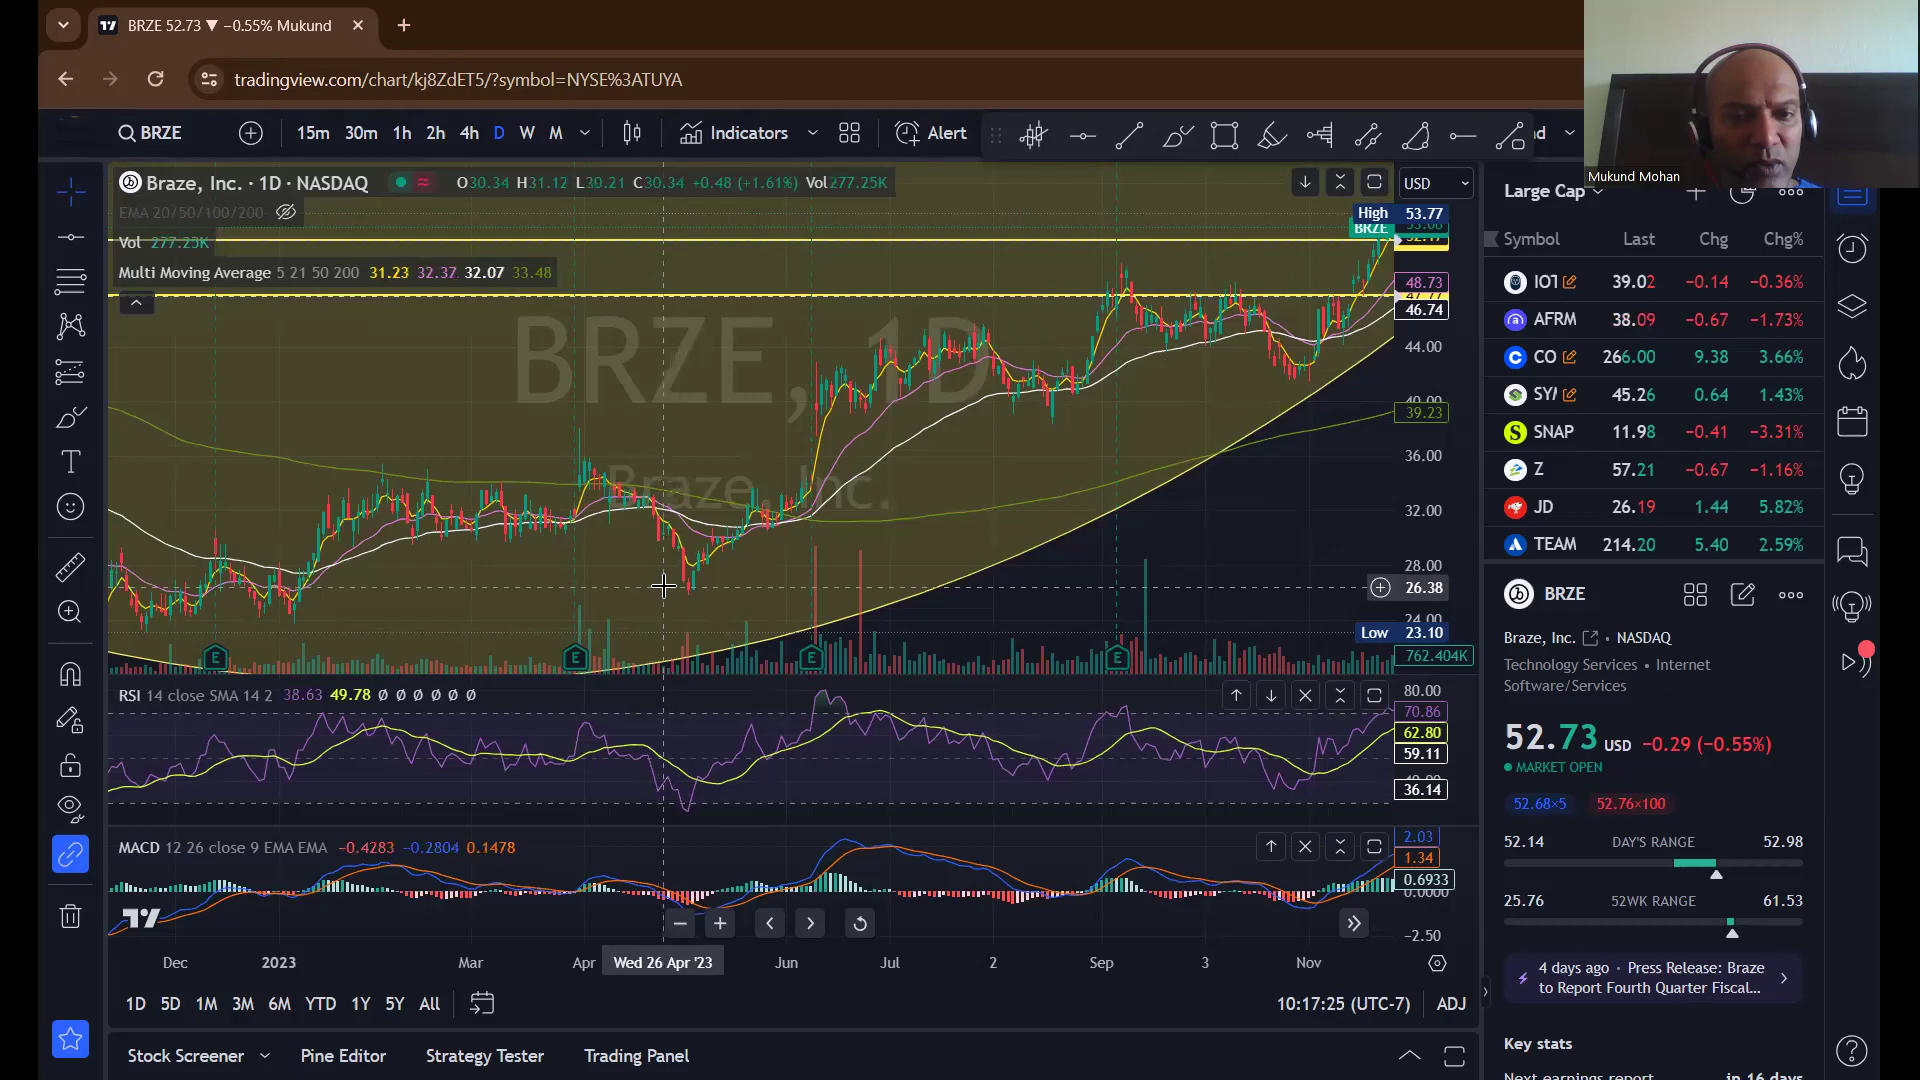 BRZE 52.73 ▼ −0.55% Mukund
tradingview.com/chart/kj8ZdET5/?symbol=NYSE%3ATUYA
BRZE
15m 30m 1h 2h 4h D W M
Indicators
Alert
Mukund Mohan
Braze, Inc. · 1D · NASDAQ
O30.34 H31.12 L30.21 C30.34 +0.48 (+1.61%) Vol277.25K
EMA 20/50/100/200
Vol 277.25K
Multi Moving Average 5 21 50 200 31.23 32.37 32.07 33.48
BRZE, 1D
Braze, Inc.
USD
High 53.77
BRZE
48.73
46.74
44.00
39.23
36.00
32.00
28.00
26.38
Low 23.10
762.404K
RSI 14 close SMA 14 2 38.63 49.78 Ø Ø Ø Ø Ø Ø
80.00
70.86
62.80
59.11
36.14
MACD 12 26 close 9 EMA EMA −0.4283 −0.2804 0.1478
2.03
1.34
0.6933
−2.50
Dec 2023 Mar Apr Wed 26 Apr '23 Jun Jul 2 Sep 3 Nov
1D 5D 1M 3M 6M YTD 1Y 5Y All
10:17:25 (UTC-7) ADJ
Stock Screener Pine Editor Strategy Tester Trading Panel
Large Cap
Symbol Last Chg Chg%
IOT 39.02 −0.14 −0.36%
AFRM 38.09 −0.67 −1.73%
CO 266.00 9.38 3.66%
SYM 45.26 0.64 1.43%
SNAP 11.98 −0.41 −3.31%
Z 57.21 −0.67 −1.16%
JD 26.19 1.44 5.82%
TEAM 214.20 5.40 2.59%
BRZE
Braze, Inc. • NASDAQ
Technology Services • Internet
Software/Services
52.73 USD −0.29 (−0.55%)
MARKET OPEN
52.68×5 52.76×100
52.14 DAY'S RANGE 52.98
25.76 52WK RANGE 61.53
4 days ago · Press Release: Braze
to Report Fourth Quarter Fiscal...
Key stats
Next earnings report in 16 days